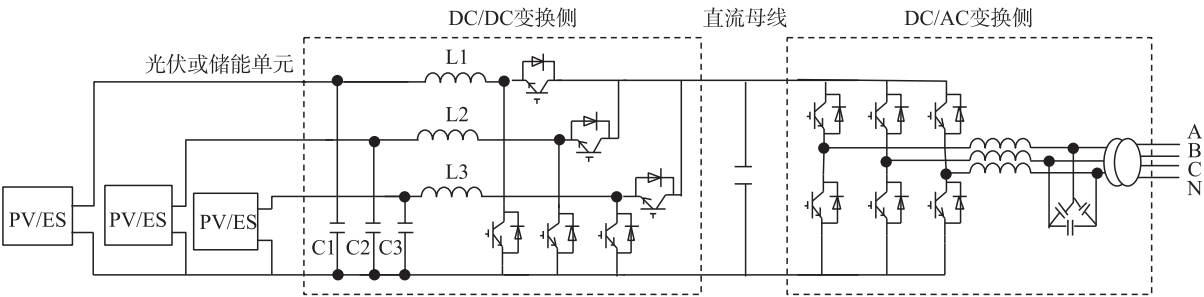 DC/DC变换侧
直流母线
DC/AC变换侧
光伏或储能单元
L1
L2
L3
A
B
C
N
PV/ES
PV/ES
PV/ES
C1
C2
C3